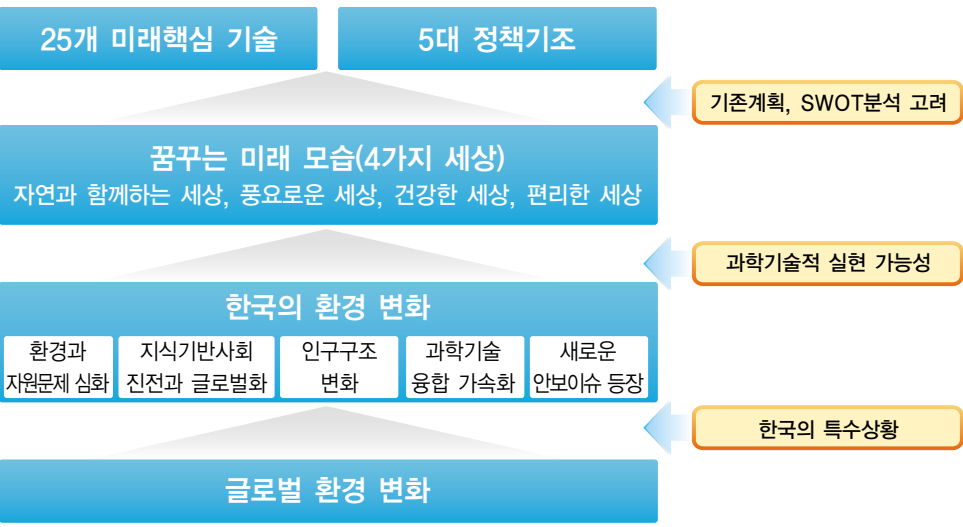 25개 미래핵심 기술
5대 정책기조
기존계획, SWOT분석 고려
꿈꾸는 미래 모습(4가지 세상)
자연과 함께하는 세상, 풍요로운 세상, 건강한 세상, 편리한 세상
과학기술적 실현 가능성
한국의 환경 변화
환경과
자원문제 심화
지식기반사회
진전과 글로벌화
인구구조
변화
과학기술
융합 가속화
새로운
안보이슈 등장
한국의 특수상황
글로벌 환경 변화